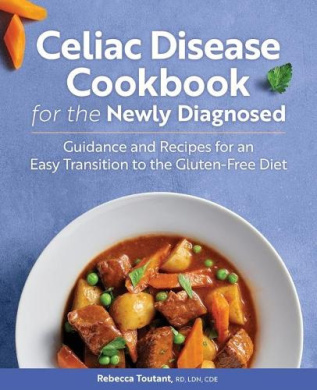 Celiac Disease
Cookbook
for the Newly Diagnosed
Guidance and Recipes for an
Easy Transition to the Gluten-Free Diet
Rebecca Toutant, RD, LDN, CDE